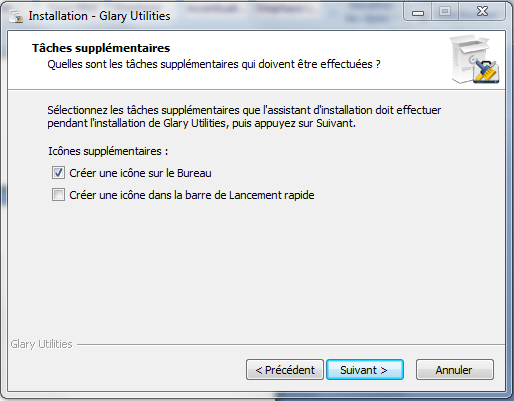 Installation - Glary Utilities
Tâches supplémentaires
Quelles sont les tâches supplémentaires qui doivent être effectuées ?
Sélectionnez les tâches supplémentaires que l'assistant d'installation doit effectuer
pendant l'installation de Glary Utilities, puis appuyez sur Suivant.
Icônes supplémentaires :
Créer une icône sur le Bureau
Créer une icône dans la barre de Lancement rapide
Glary Utilities
< Précédent
Suivant >
Annuler